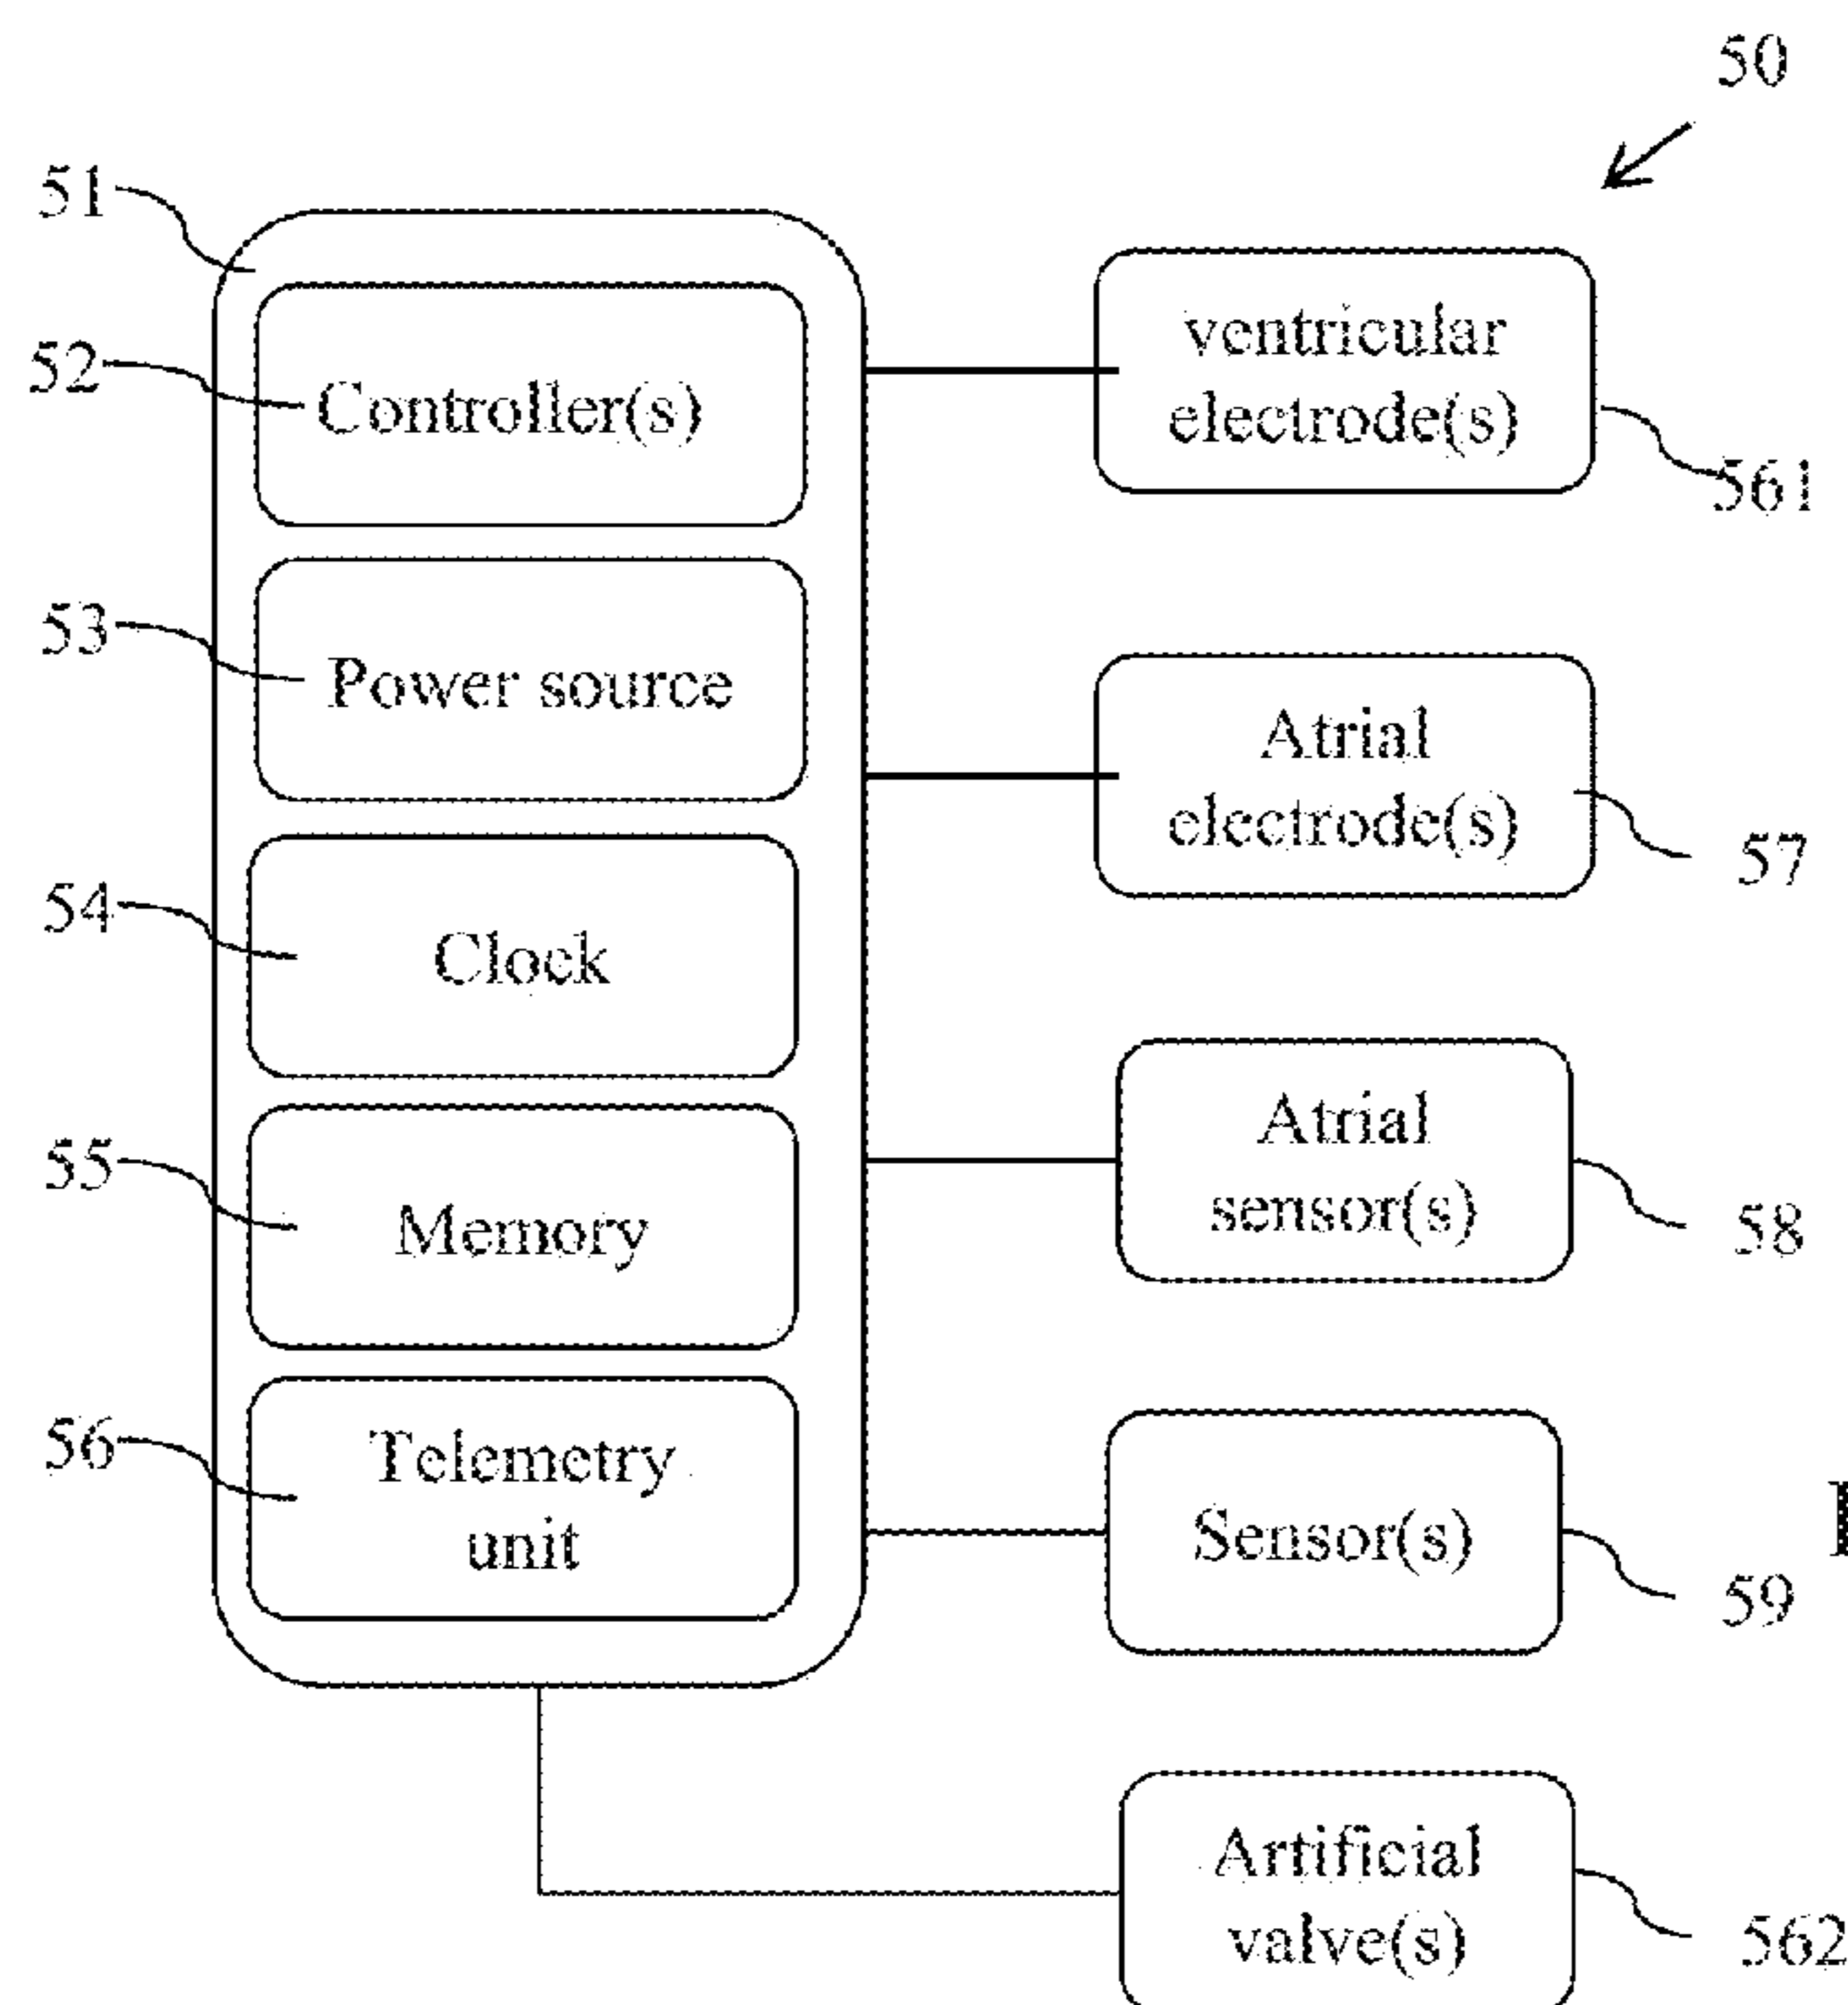 50
51
52
Controller(s)
53
Power source
54
Clock
55
Memory
56
Telemetry
unit
ventricular
electrode(s)
561
Atrial
electrode(s)
57
Atrial
sensor(s)
58
Sensor(s)
59
Artificial
valve(s)
562